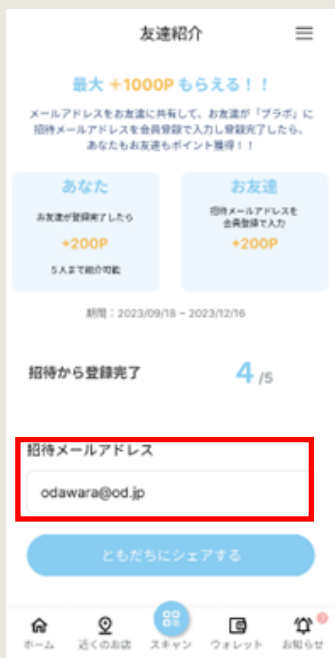 友達紹介
最大 +1000P もらえる！！
メールアドレスをお友達に共有して、お友達が「プラポ」に
招待メールアドレスを会員登録で入力し登録完了したら、
あなたもお友達もポイント獲得！！
あなた
お友達が登録完了したら
+200P
5人まで紹介可能
お友達
招待メールアドレスを
会員登録で入力
+200P
期間：2023/09/18 ~ 2023/12/16
招待から登録完了
4 /5
招待メールアドレス
odawara@od.jp
ともだちにシェアする
ホーム
近くのお店
スキャン
ウォレット
お知らせ